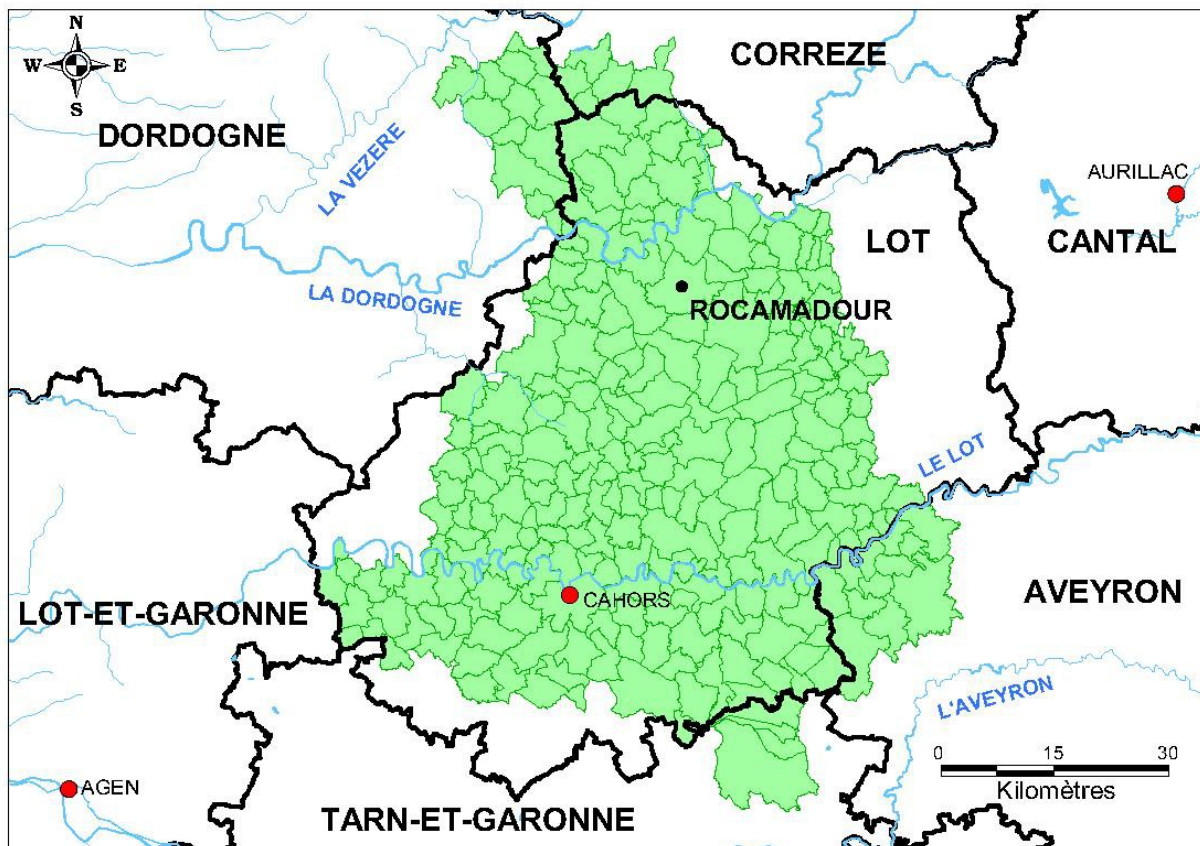 N
W E
S
CORREZE
DORDOGNE
LA VEZERE
AURILLAC
LOT
CANTAL
LA DORDOGNE
ROCAMADOUR
LE LOT
CAHORS
AVEYRON
LOT-ET-GARONNE
L'AVEYRON
0 15 30
Kilomètres
AGEN
TARN-ET-GARONNE